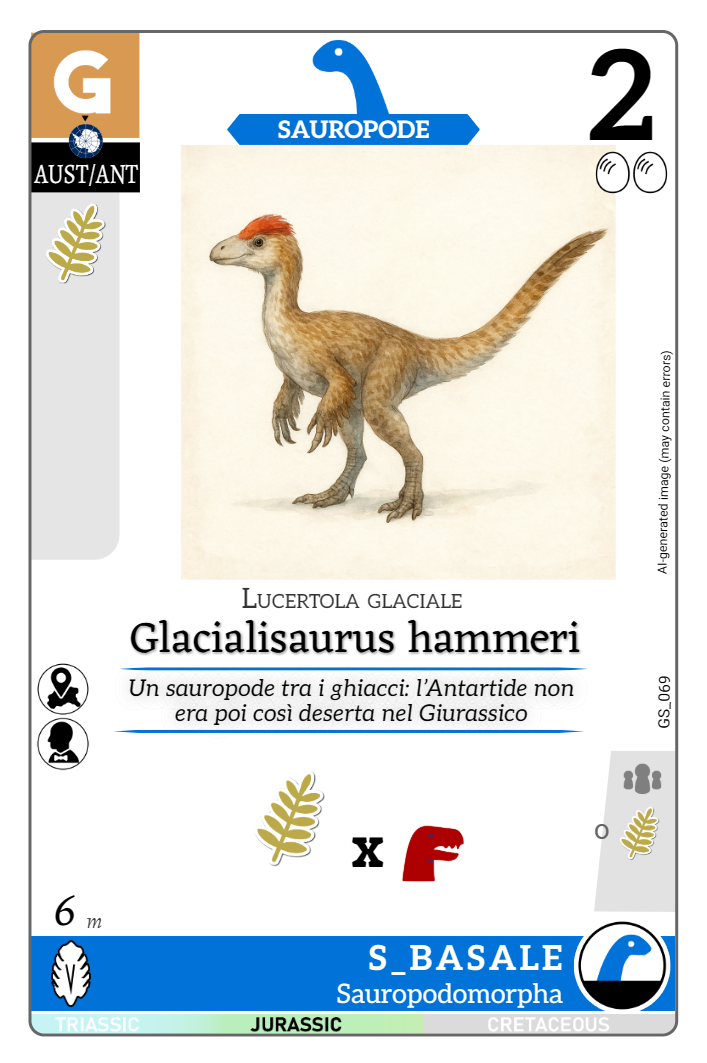 G
AUST/ANT
SAUROPODE
2
AI-generated image (may contain errors)
LUCERTOLA GLACIALE
Glacialisaurus hammeri
Un sauropode tra i ghiacci: l'Antartide non
era poi così deserta nel Giurassico
GS_069
x
o
6 m
S_BASALE
Sauropodomorpha
TRIASSIC JURASSIC CRETACEOUS